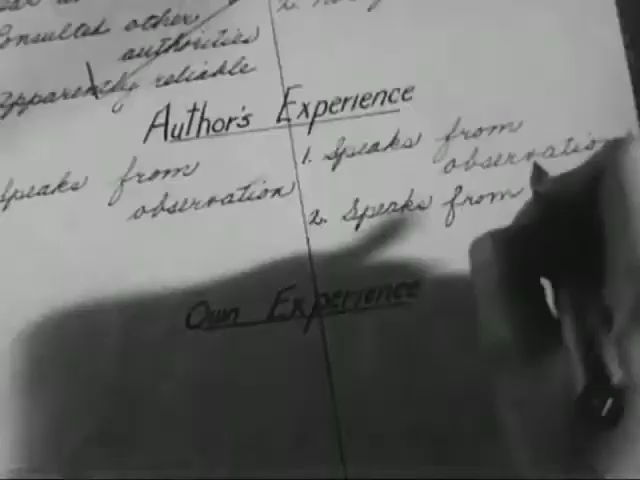 Consulted other
authorities
Apparently reliable
2.
Author's Experience
Speaks from
observation
1. Speaks from
observation
2. Speaks from
Own Experience